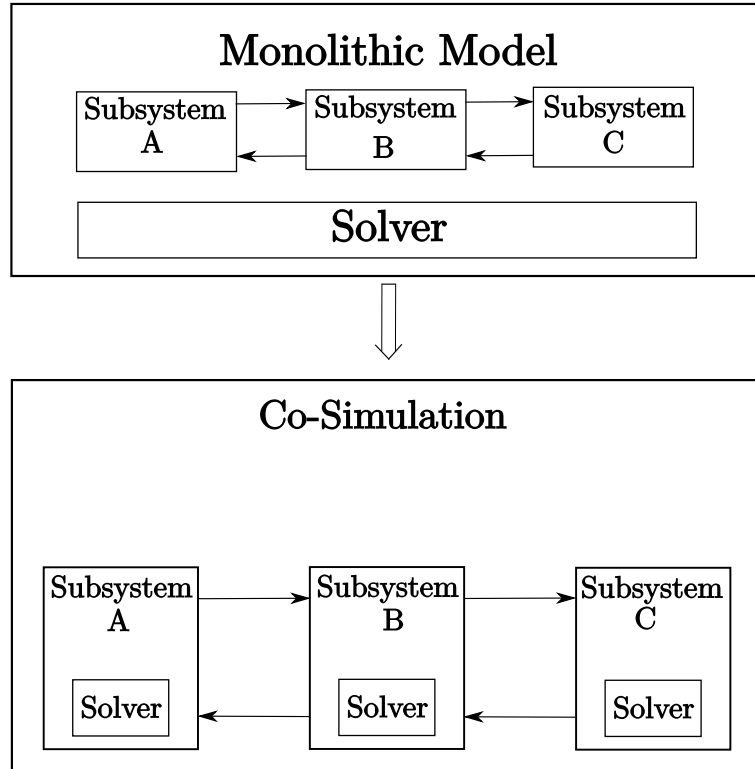 Monolithic Model
Subsystem
A
Subsystem
B
Subsystem
C
Solver
Co-Simulation
Subsystem
A
Solver
Subsystem
B
Solver
Subsystem
C
Solver